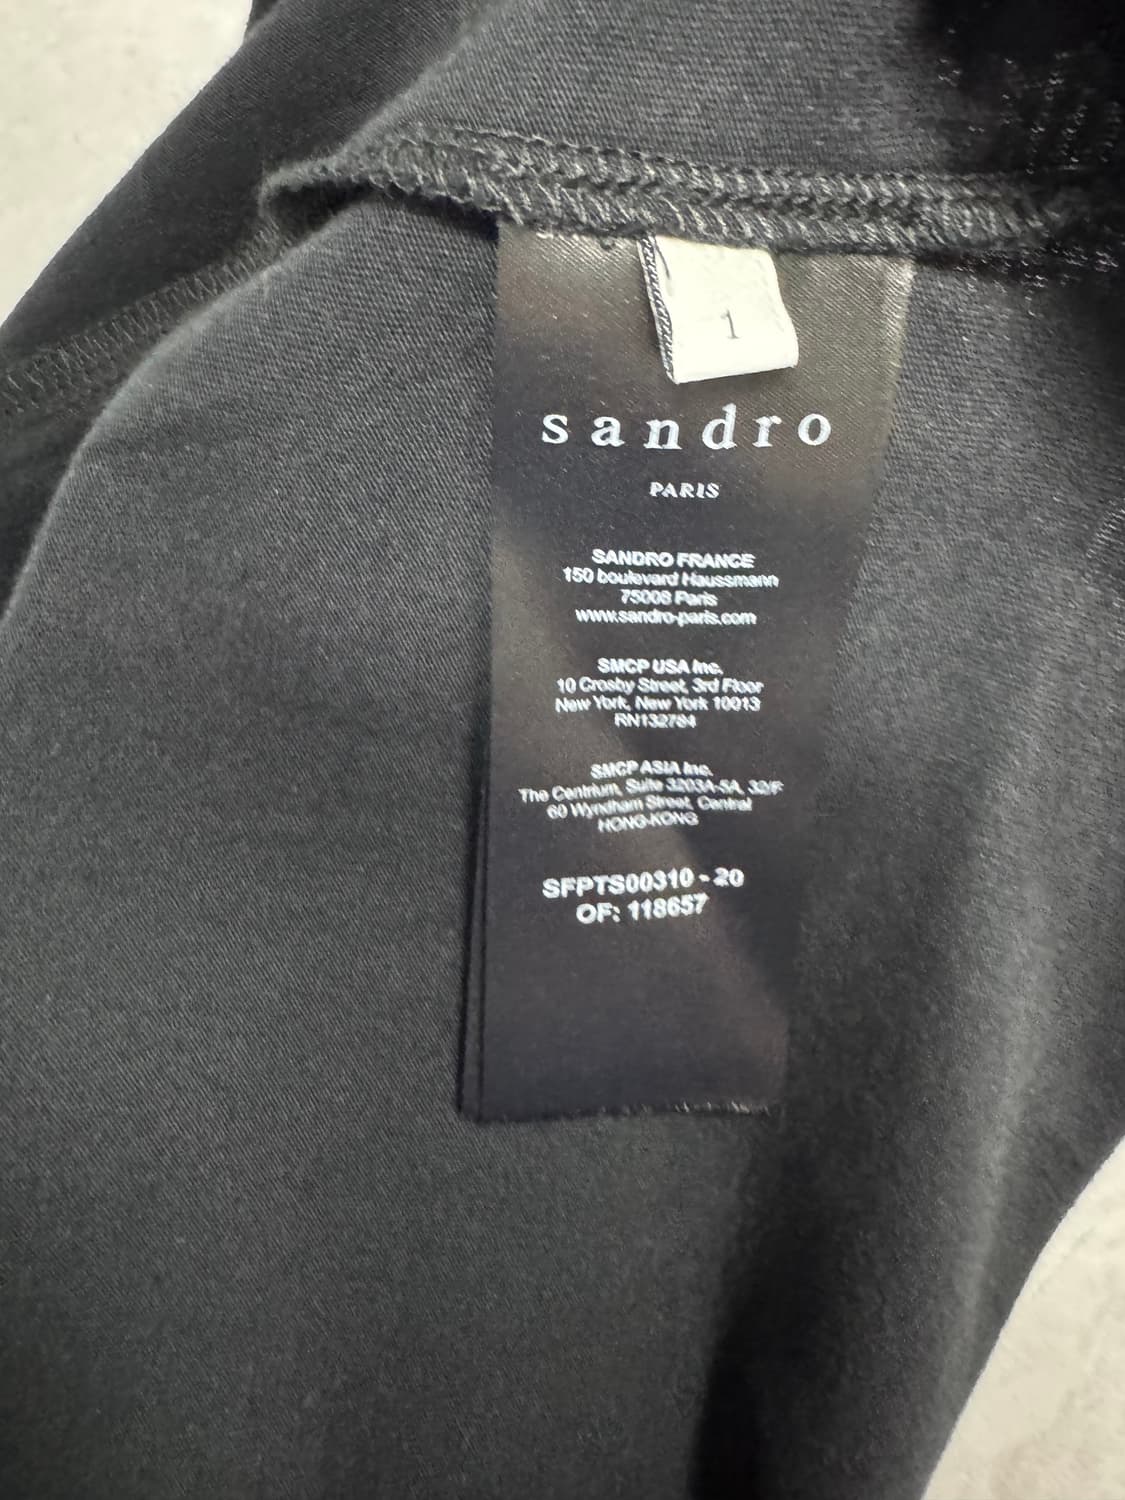 1
sandro
PARIS
SANDRO FRANCE
150 boulevard Haussmann
75008 Paris
www.sandro-paris.com
SMCP USA Inc.
10 Crosby Street, 3rd Floor
New York, New York 10013
RN132784
SMCP ASIA Inc.
The Centrium, Suite 3203A-5A, 32/F
60 Wyndham Street, Central
HONG-KONG
SFPTS00310 - 20
OF: 118657